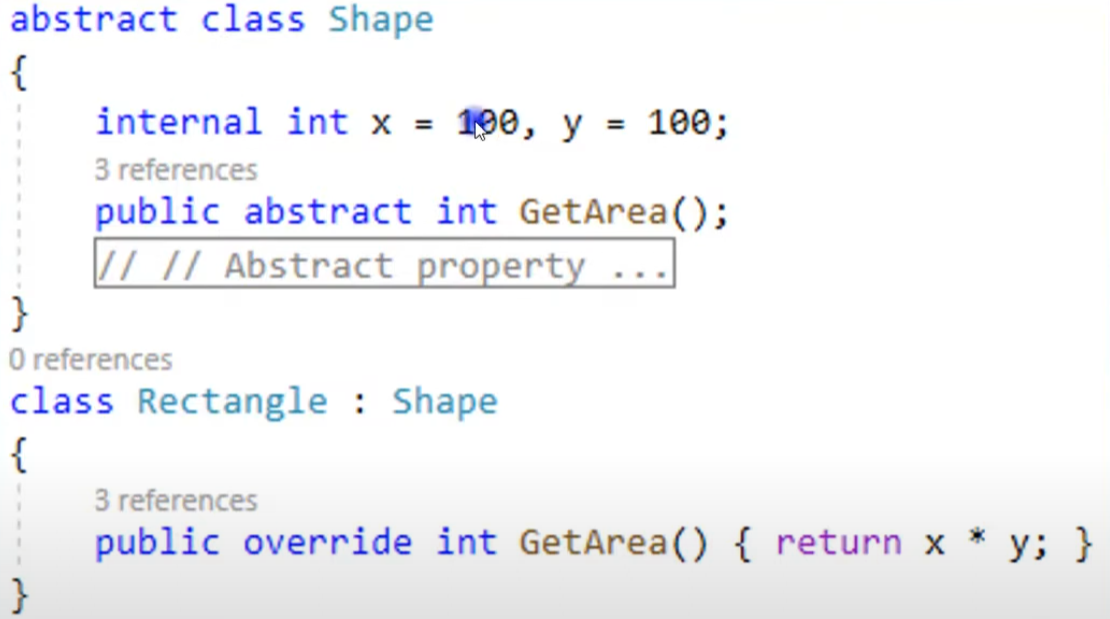 abstract class Shape
{
internal int x = 100, y = 100;
3 references
public abstract int GetArea();
// // Abstract property ...
}
0 references
class Rectangle : Shape
{
3 references
public override int GetArea() { return x * y; }
}